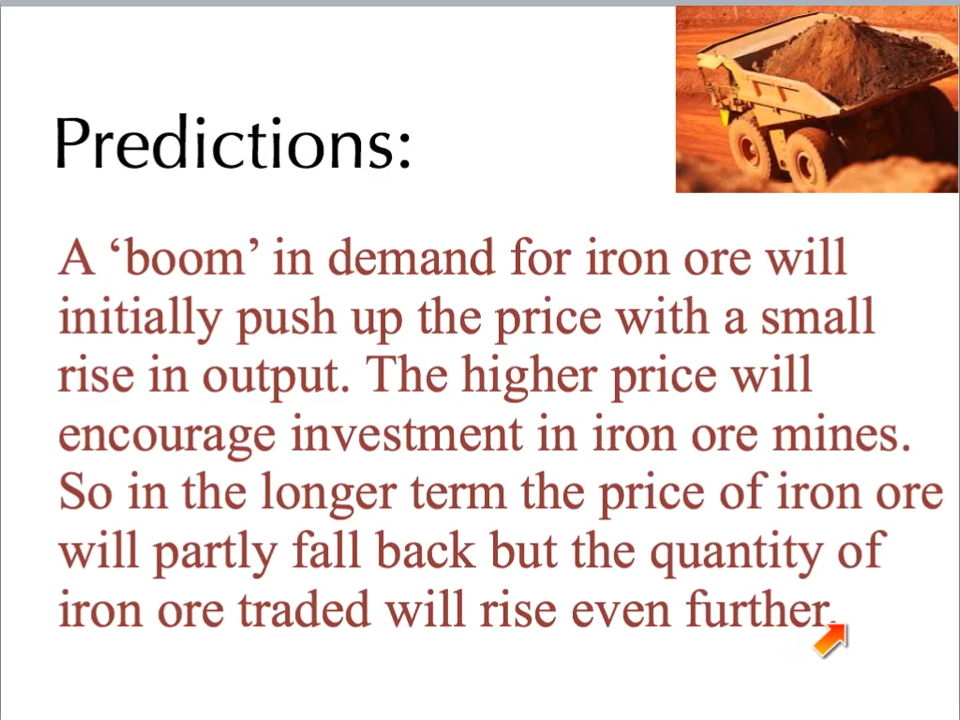 Predictions:
A ‘boom’ in demand for iron ore will
initially push up the price with a small
rise in output. The higher price will
encourage investment in iron ore mines.
So in the longer term the price of iron ore
will partly fall back but the quantity of
iron ore traded will rise even further.